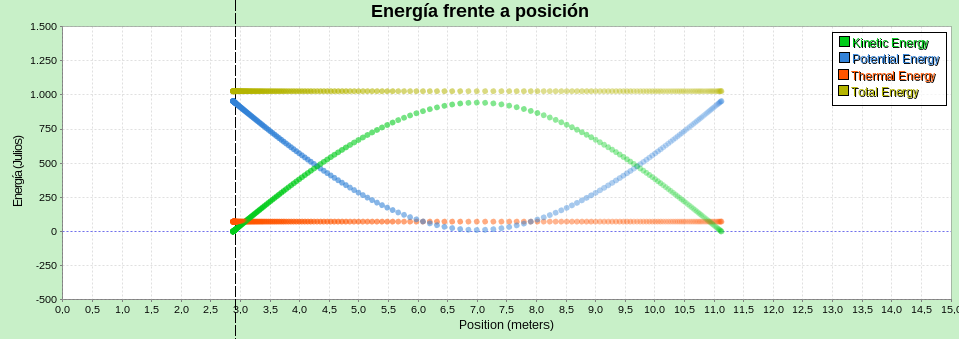 Energía frente a posición
1.500
1.250
1.000
750
500
250
0
-250
-500
Energía (Julios)
Kinetic Energy
Potential Energy
Thermal Energy
Total Energy
0,0 0,5 1,0 1,5 2,0 2,5 3,0 3,5 4,0 4,5 5,0 5,5 6,0 6,5 7,0 7,5 8,0 8,5 9,0 9,5 10,0 10,5 11,0 11,5 12,0 12,5 13,0 13,5 14,0 14,5 15,0
Position (meters)